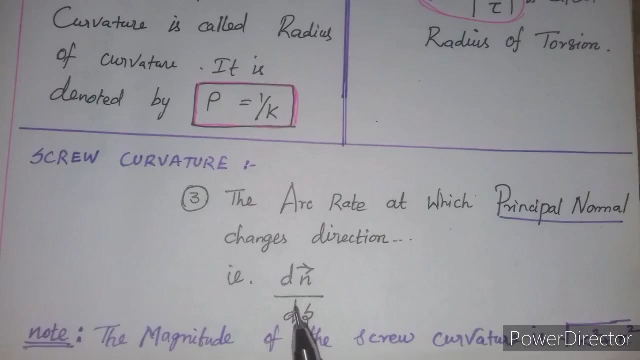 Curvature is called Radius
of curvature. It is
denoted by ρ = 1/K
| τ |
Radius of Torsion.
SCREW CURVATURE :-
③ The Arc Rate at which Principal Normal
changes direction...
ie. dn⃗
note: The Magnitude of the screw curvature
PowerDirector